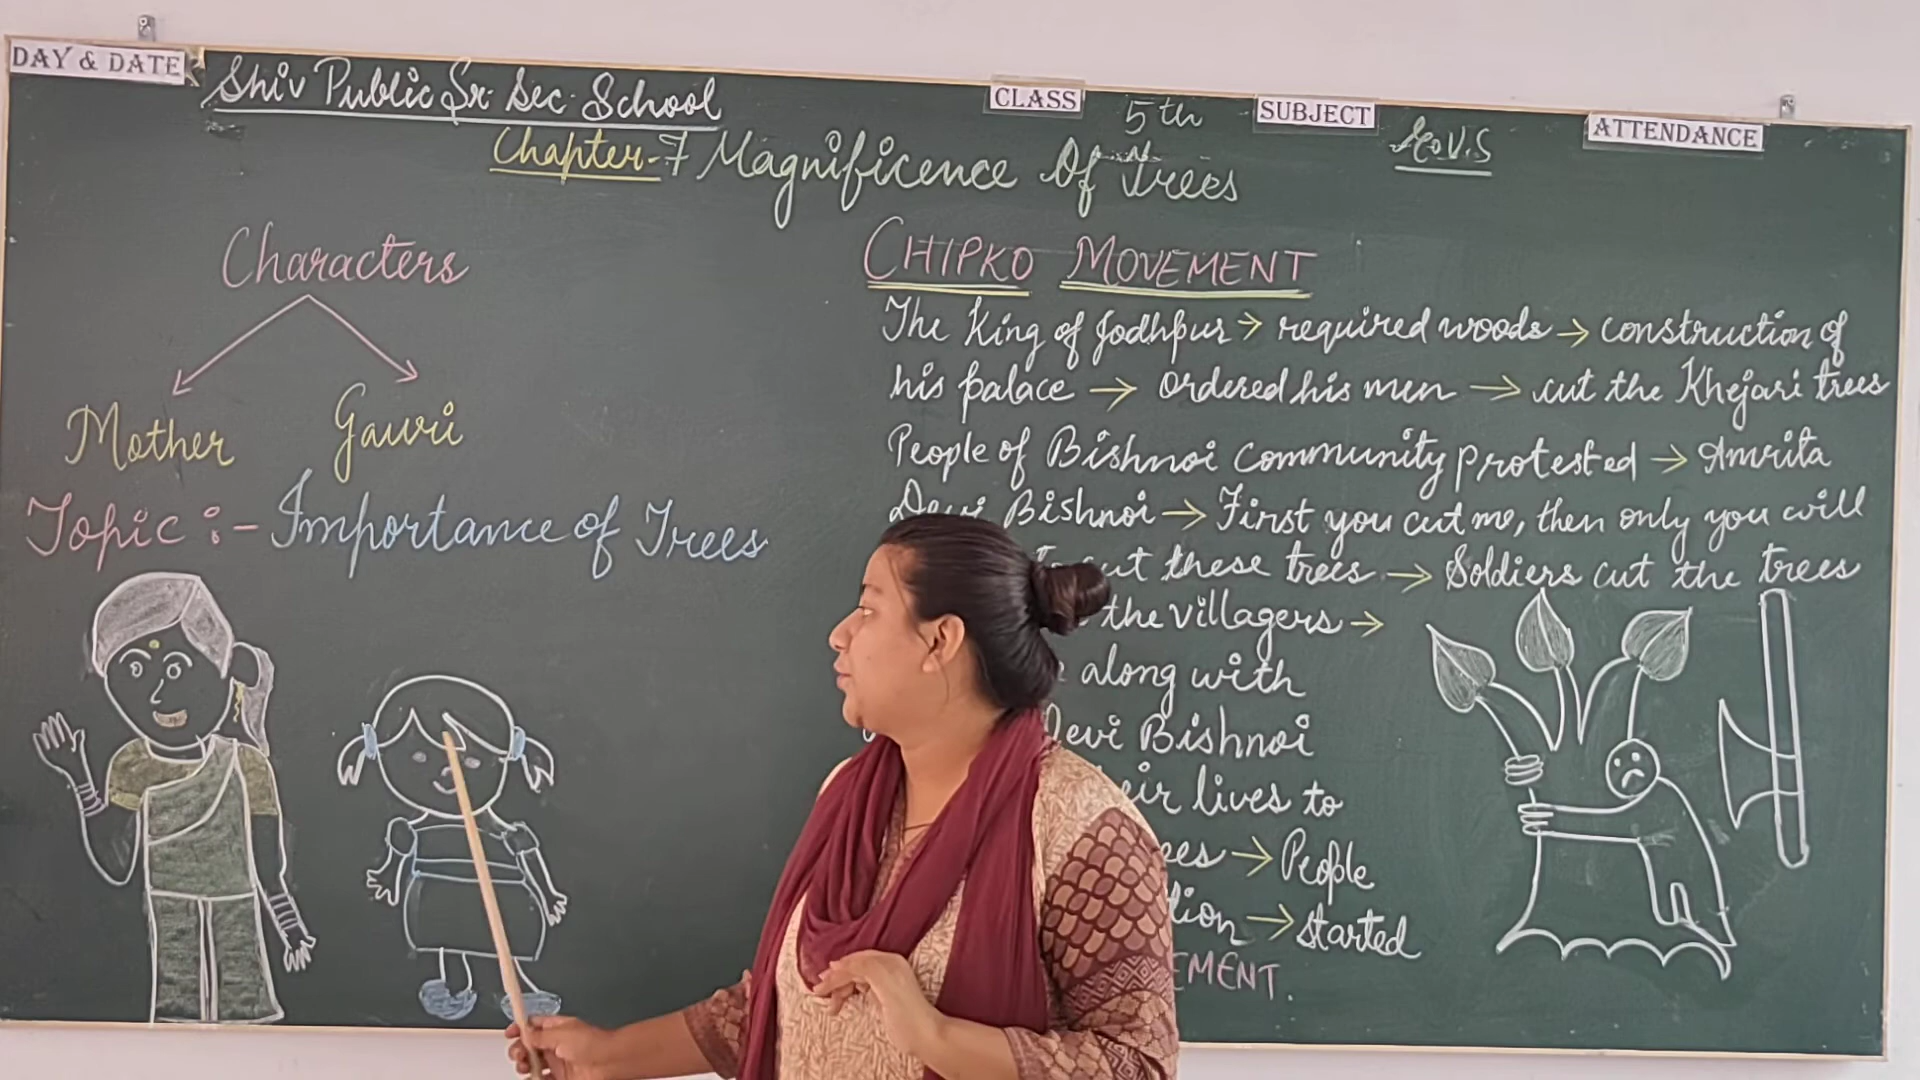 DAY & DATE
Shiv Public Sr. Sec. School
CLASS
5th
SUBJECT
ATTENDANCE
Chapter-7 Magnificence Of Trees
Characters
Mother
Gauri
Topic :- Importance of Trees
CHIPKO MOVEMENT
The King of Jodhpur → required woods → construction of
his palace → ordered his men → cut the Khejari trees
People of Bishnoi community protested → Amrita
Devi Bishnoi → First you cut me, then only you will
cut these trees → Soldiers cut the trees
the villagers →
along with
Devi Bishnoi
their lives to
→ People
→ started